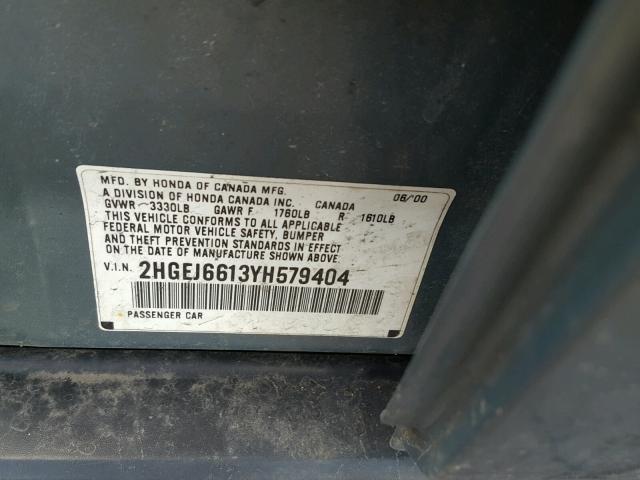 MFD. BY HONDA OF CANADA MFG.
A DIVISION OF HONDA CANADA INC. CANADA 06/00
GVWR 3330LB GAWR F 1760LB R 1610LB
THIS VEHICLE CONFORMS TO ALL APPLICABLE
FEDERAL MOTOR VEHICLE SAFETY, BUMPER
AND THEFT PREVENTION STANDARDS IN EFFECT
ON THE DATE OF MANUFACTURE SHOWN ABOVE.
V.I.N. 2HGEJ6613YH579404
PASSENGER CAR